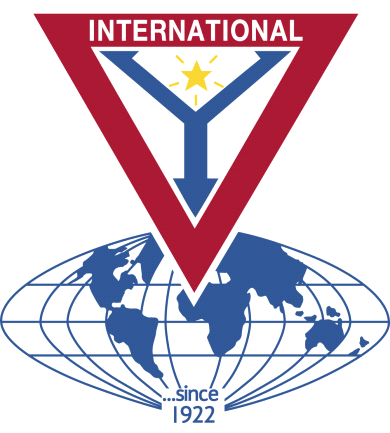 INTERNATIONAL
...since
1922